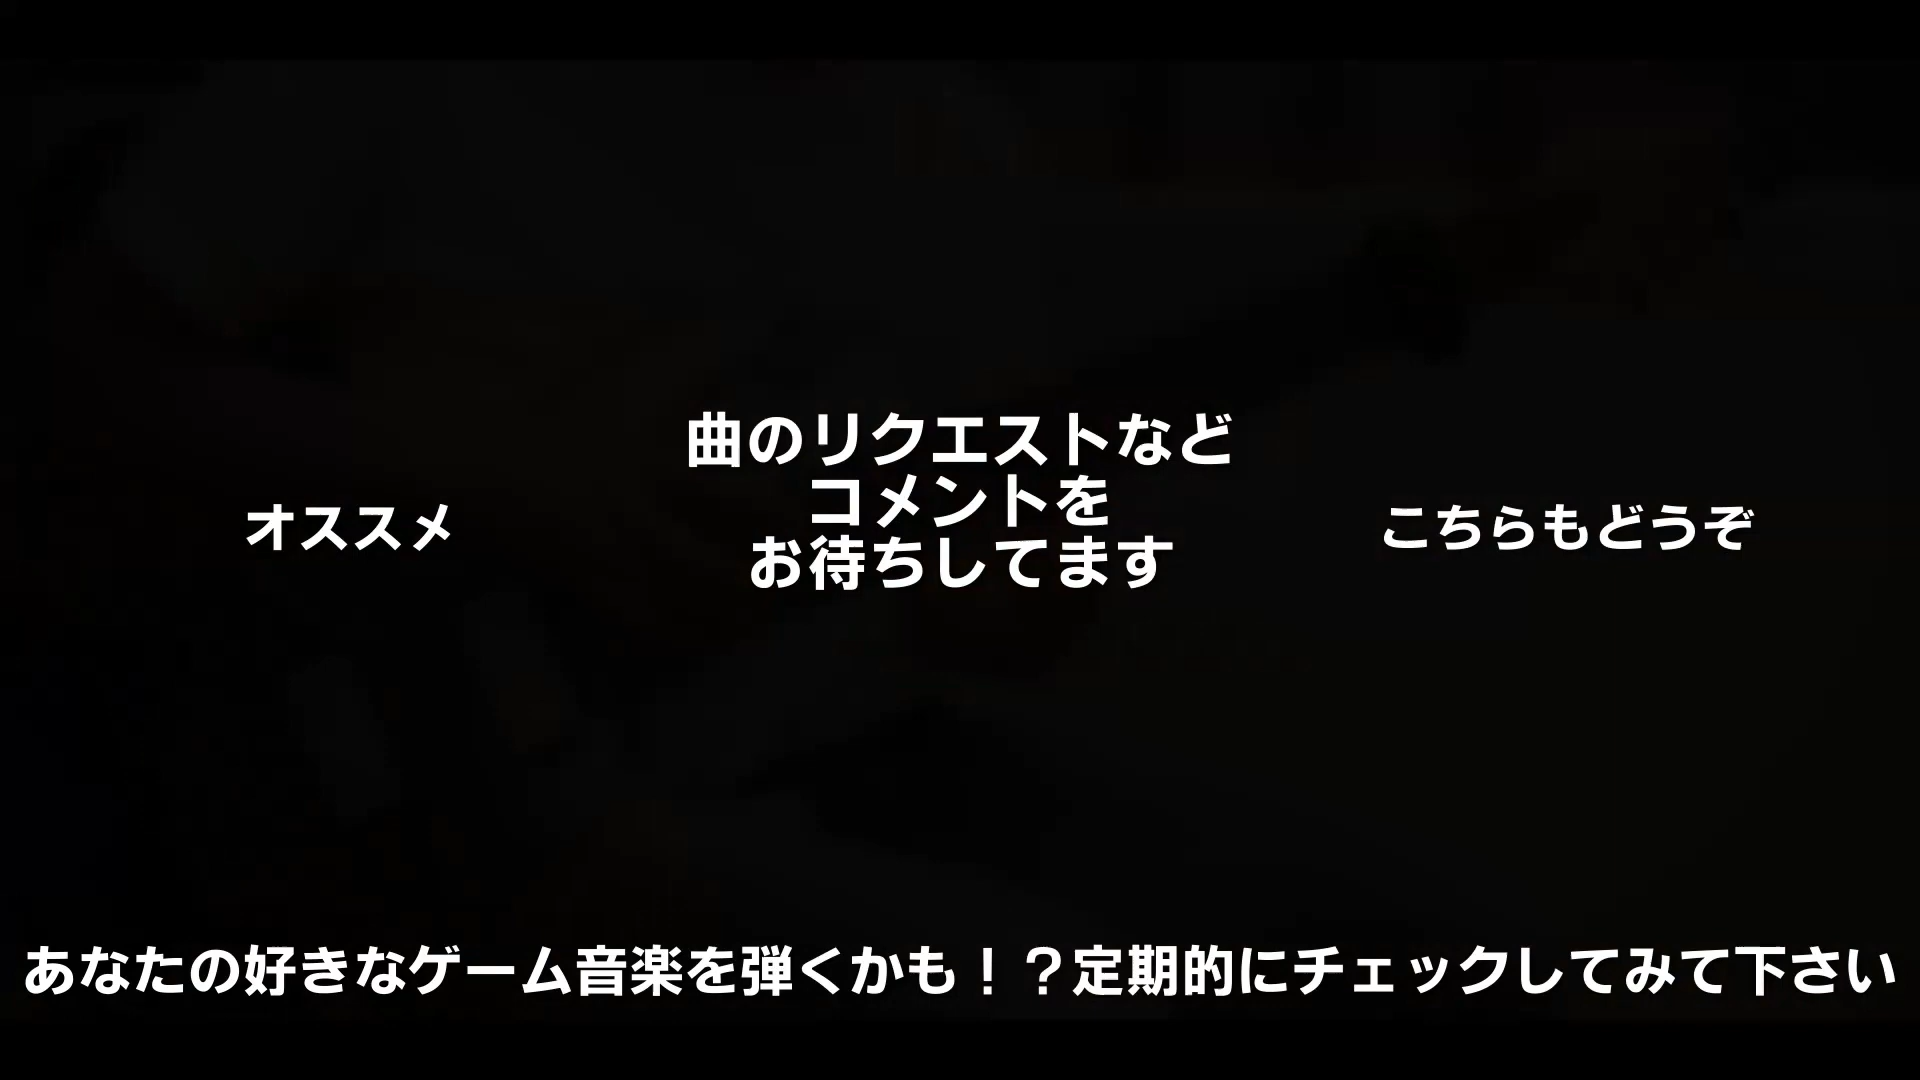 曲のリクエストなど
コメントを
お待ちしてます
オススメ
こちらもどうぞ
あなたの好きなゲーム音楽を弾くかも！？定期的にチェックしてみて下さい